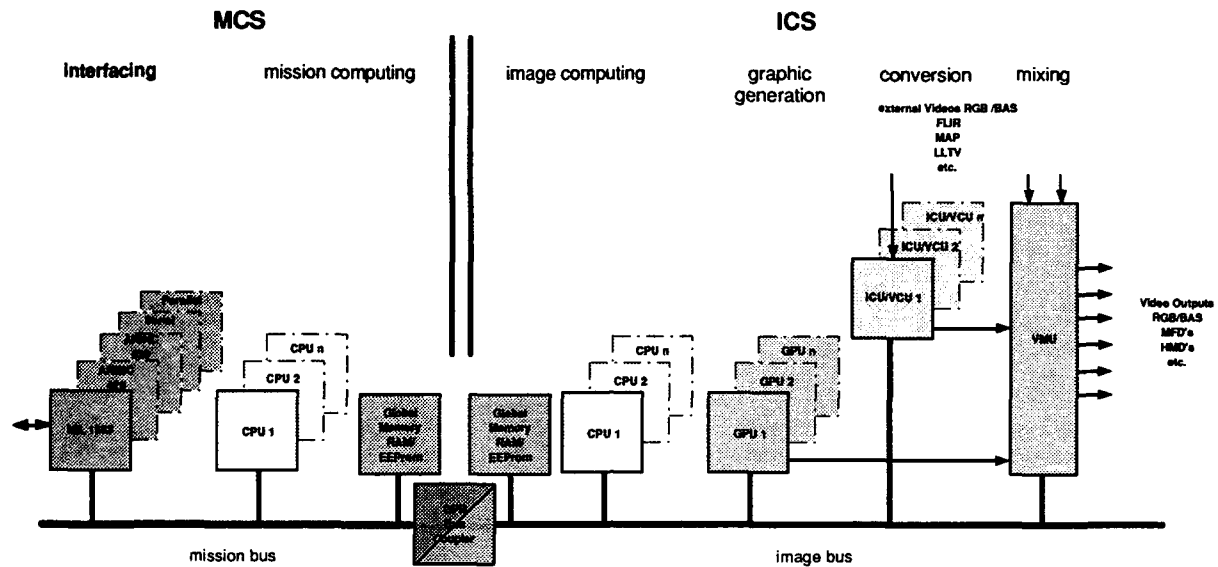 MCS
ICS
interfacing
mission computing
image computing
graphic
generation
conversion
mixing
external Videos RGB /BAS
FLIR
MAP
LLTV
etc.
ICU/VCU n
ICU/VCU 2
ICU/VCU 1
VMU
Video Outputs
RGB/BAS
MFD's
HMD's
etc.
Parallel
CPU n
CPU 2
CPU 1
Global
Memory
RAM/
EEProm
Global
Memory
RAM/
EEProm
CPU n
CPU 2
CPU 1
GPU n
GPU 2
GPU 1
Coupler
mission bus
image bus